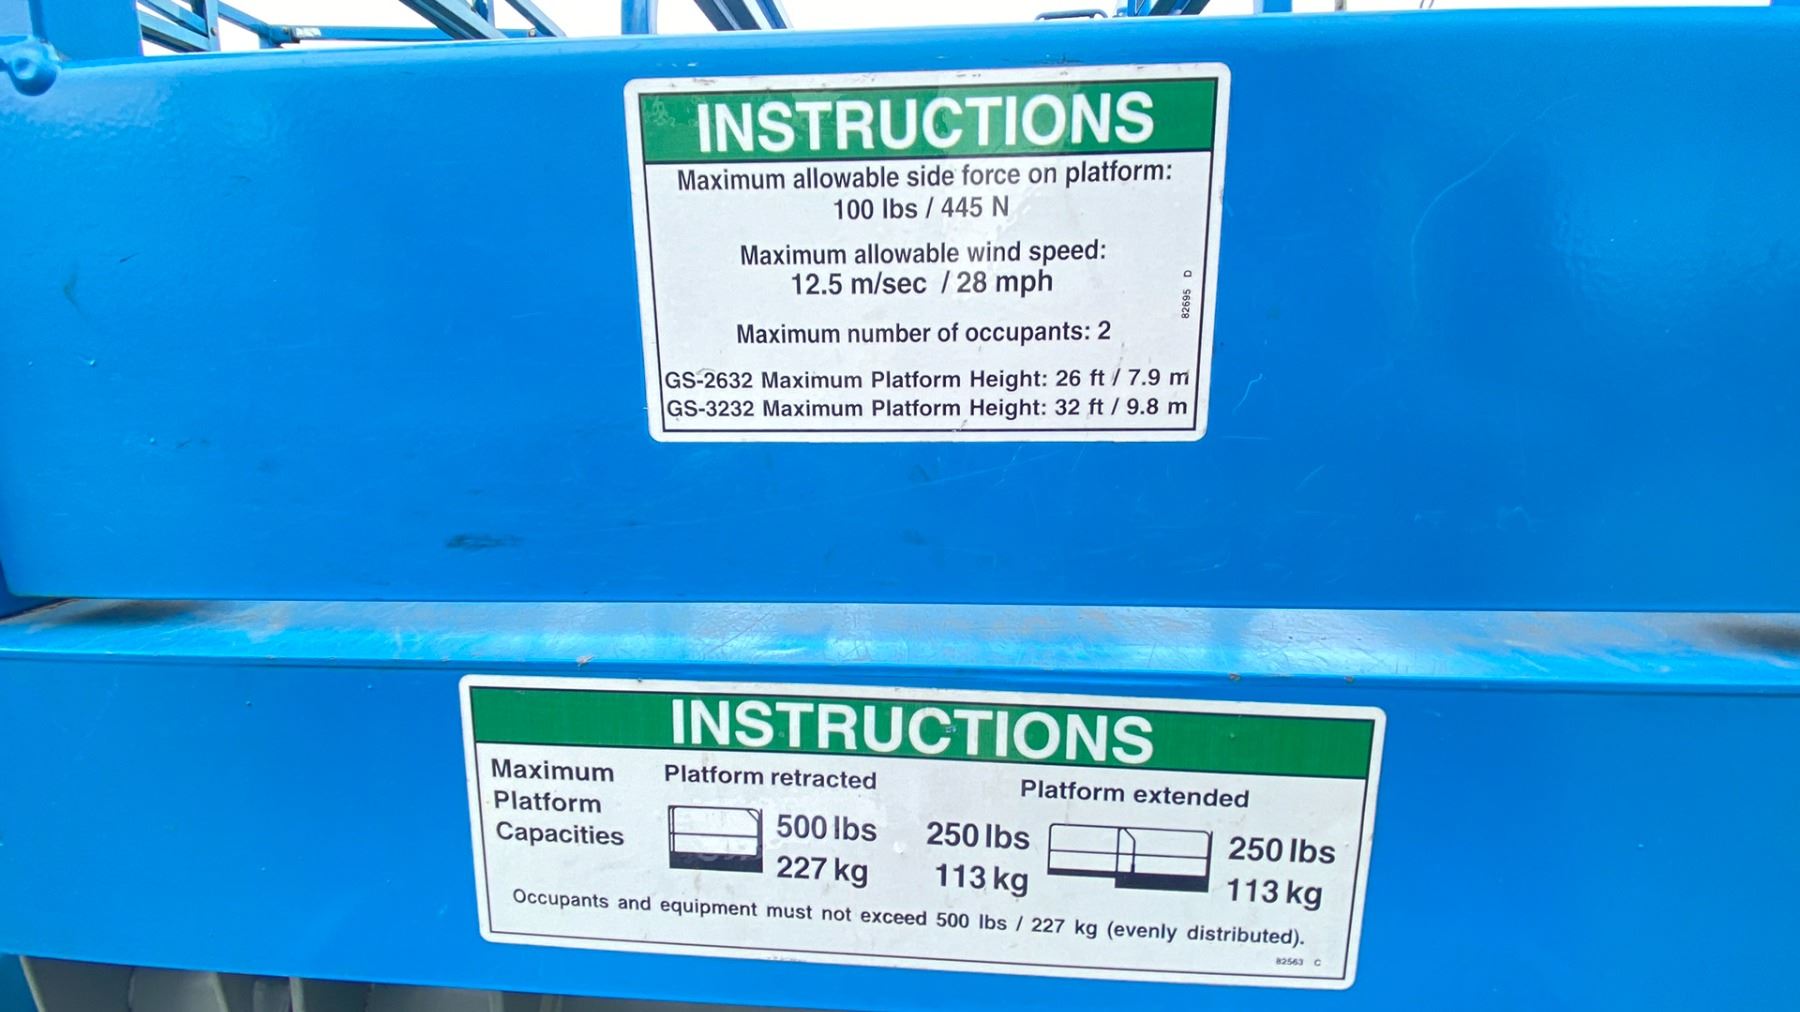 INSTRUCTIONS
Maximum allowable side force on platform:
100 lbs / 445 N
Maximum allowable wind speed:
12.5 m/sec / 28 mph
Maximum number of occupants: 2
82695 D
GS-2632 Maximum Platform Height: 26 ft / 7.9 m
GS-3232 Maximum Platform Height: 32 ft / 9.8 m
INSTRUCTIONS
Maximum
Platform
Capacities
Platform retracted
500 lbs
227 kg
Platform extended
250 lbs
113 kg
250 lbs
113 kg
Occupants and equipment must not exceed 500 lbs / 227 kg (evenly distributed).
82563 C